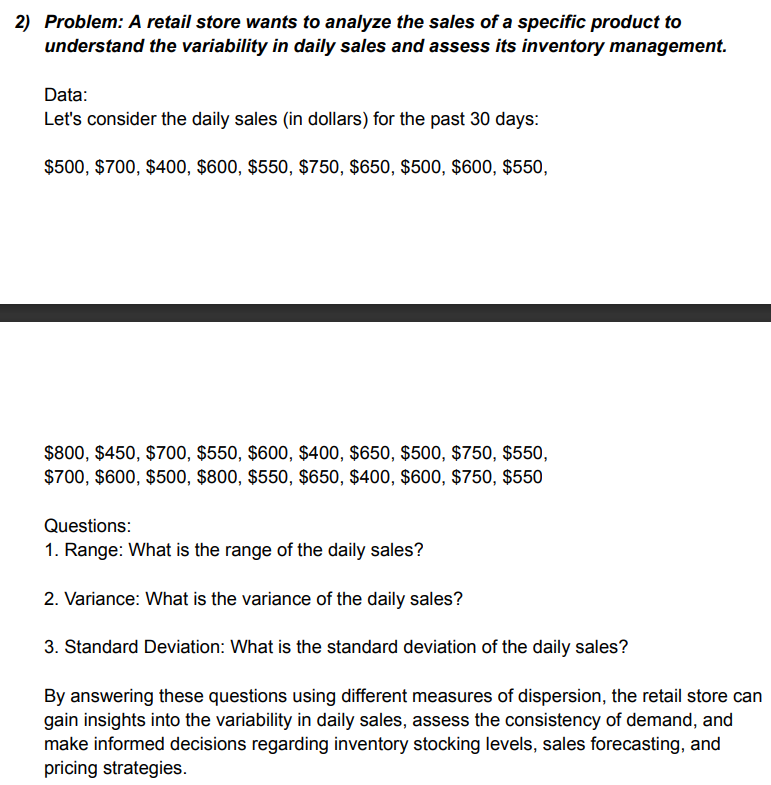 2) Problem: A retail store wants to analyze the sales of a specific product to
understand the variability in daily sales and assess its inventory management.
Data:
Let's consider the daily sales (in dollars) for the past 30 days:
$500, $700, $400, $600, $550, $750, $650, $500, $600, $550,
$800, $450, $700, $550, $600, $400, $650, $500, $750, $550,
$700, $600, $500, $800, $550, $650, $400, $600, $750, $550
Questions:
1. Range: What is the range of the daily sales?
2. Variance: What is the variance of the daily sales?
3. Standard Deviation: What is the standard deviation of the daily sales?
By answering these questions using different measures of dispersion, the retail store can
gain insights into the variability in daily sales, assess the consistency of demand, and
make informed decisions regarding inventory stocking levels, sales forecasting, and
pricing strategies.